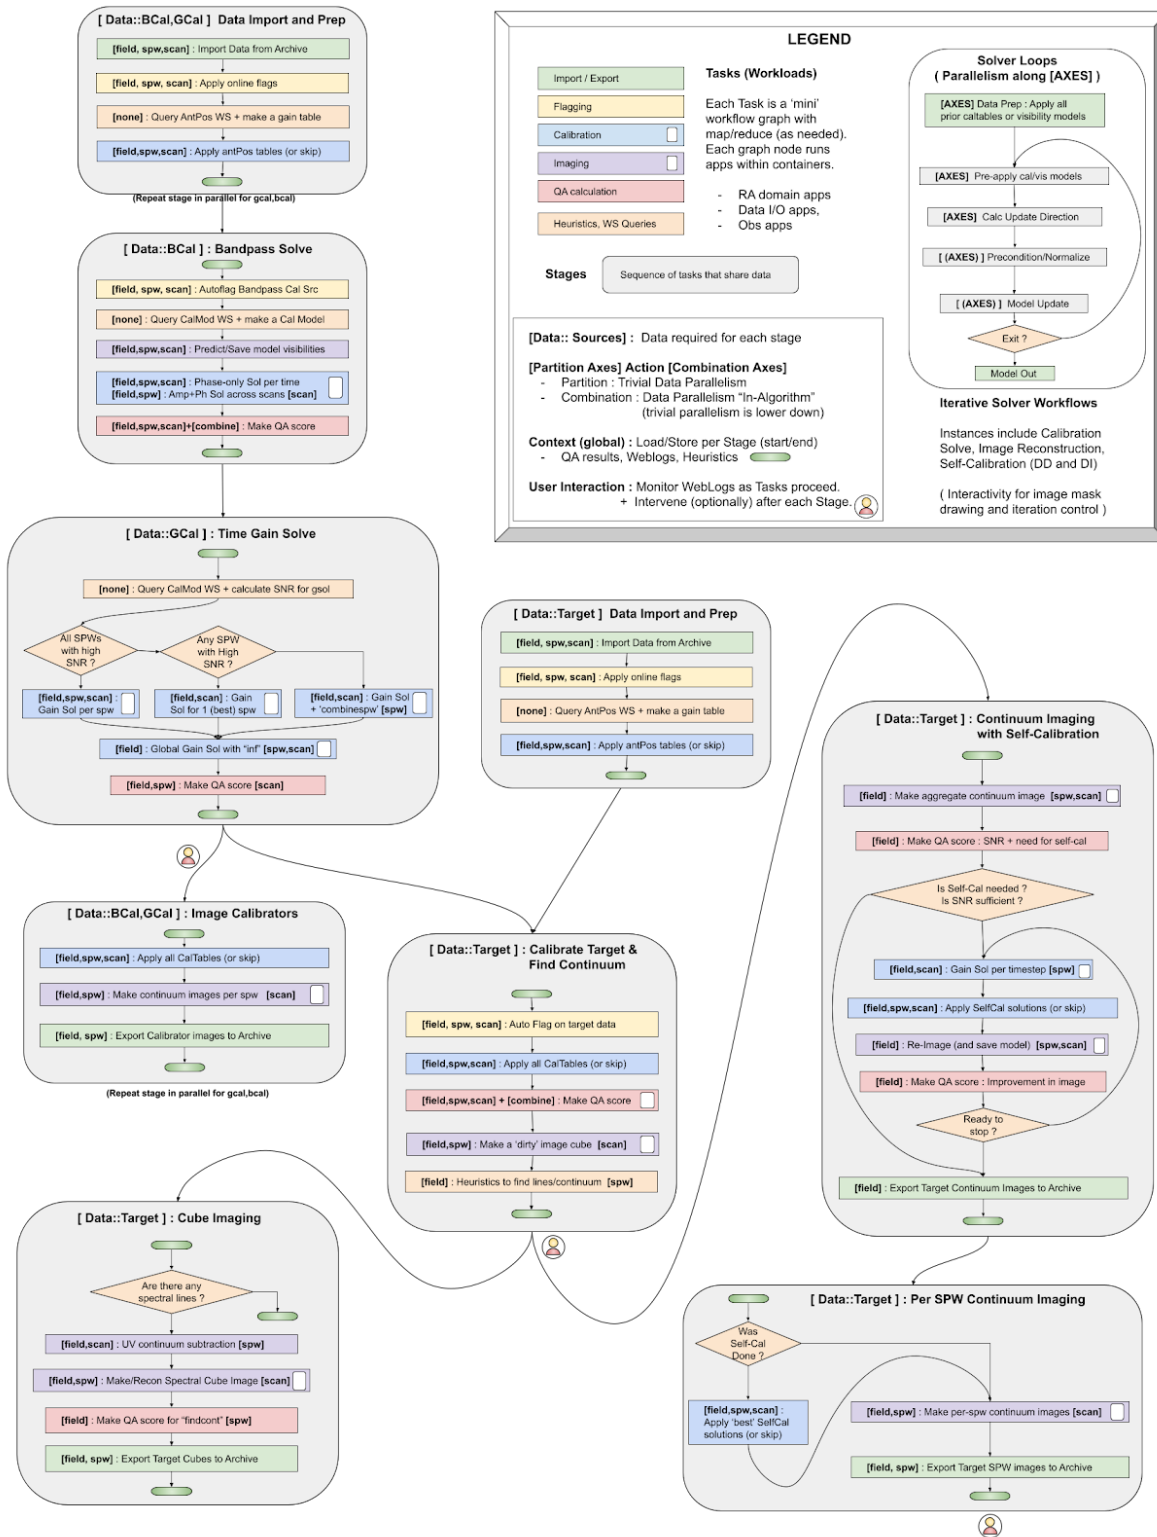 [ Data::BCal,GCal ]  Data Import and Prep
[field, spw,scan] : Import Data from Archive
[field, spw, scan] : Apply online flags
[none] : Query AntPos WS + make a gain table
[field,spw,scan] : Apply antPos tables (or skip)
(Repeat stage in parallel for gcal,bcal)
[ Data::BCal ] : Bandpass Solve
[field, spw, scan] : Autoflag Bandpass Cal Src
[none] : Query CalMod WS + make a Cal Model
[field,spw,scan] : Predict/Save model visibilities
[field,spw,scan] : Phase-only Sol per time
[field,spw] : Amp+Ph Sol across scans [scan]
[field,spw,scan]+[combine] : Make QA score
[ Data::GCal ] : Time Gain Solve
[none] : Query CalMod WS + calculate SNR for gsol
All SPWs
with high
SNR ?
Any SPW
with High
SNR ?
[field,spw,scan] :
Gain Sol per spw
[field,scan] : Gain
Sol for 1 (best) spw
[field,scan] : Gain Sol
+ 'combinespw' [spw]
[field] : Global Gain Sol with “inf” [spw,scan]
[field,spw] : Make QA score [scan]
LEGEND
Import / Export
Flagging
Calibration
Imaging
QA calculation
Heuristics, WS Queries
Tasks (Workloads)
Each Task is a ‘mini’
workflow graph with
map/reduce (as needed).
Each graph node runs
apps within containers.
- RA domain apps
- Data I/O apps,
- Obs apps
Stages
Sequence of tasks that share data
[Data:: Sources] : Data required for each stage
[Partition Axes] Action [Combination Axes]
- Partition : Trivial Data Parallelism
- Combination : Data Parallelism “In-Algorithm”
(trivial parallelism is lower down)
Context (global) : Load/Store per Stage (start/end)
- QA results, Weblogs, Heuristics
User Interaction : Monitor WebLogs as Tasks proceed.
+ Intervene (optionally) after each Stage.
Solver Loops
( Parallelism along [AXES] )
[AXES] Data Prep : Apply all
prior caltables or visibility models
[AXES] Pre-apply cal/vis models
[AXES] Calc Update Direction
[ (AXES) ] Precondition/Normalize
[ (AXES) ] Model Update
Exit ?
Model Out
Iterative Solver Workflows
Instances include Calibration
Solve, Image Reconstruction,
Self-Calibration (DD and DI)
( Interactivity for image mask
drawing and iteration control )
[ Data::Target ]  Data Import and Prep
[field, spw,scan] : Import Data from Archive
[field, spw, scan] : Apply online flags
[none] : Query AntPos WS + make a gain table
[field,spw,scan] : Apply antPos tables (or skip)
[ Data::BCal,GCal ] : Image Calibrators
[field,spw,scan] : Apply all CalTables (or skip)
[field,spw] : Make continuum images per spw [scan]
[field, spw] : Export Calibrator images to Archive
(Repeat stage in parallel for gcal,bcal)
[ Data::Target ] : Calibrate Target &
Find Continuum
[field, spw, scan] : Auto Flag on target data
[field,spw,scan] : Apply all CalTables (or skip)
[field,spw,scan] + [combine] : Make QA score
[field,spw] : Make a ‘dirty’ image cube [scan]
[field] : Heuristics to find lines/continuum [spw]
[ Data::Target ] : Continuum Imaging
with Self-Calibration
[field] : Make aggregate continuum image [spw,scan]
[field] : Make QA score : SNR + need for self-cal
Is Self-Cal needed ?
Is SNR sufficient ?
[field,scan] : Gain Sol per timestep [spw]
[field,spw,scan] : Apply SelfCal solutions (or skip)
[field] : Re-Image (and save model) [spw,scan]
[field] : Make QA score : Improvement in image
Ready to
stop ?
[field] : Export Target Continuum Images to Archive
[ Data::Target ] : Cube Imaging
Are there any
spectral lines ?
[field,scan] : UV continuum subtraction [spw]
[field,spw] : Make/Recon Spectral Cube Image [scan]
[field] : Make QA score for “findcont” [spw]
[field, spw] : Export Target Cubes to Archive
[ Data::Target ] : Per SPW Continuum Imaging
Was
Self-Cal
Done ?
[field,spw,scan] :
Apply ‘best’ SelfCal
solutions (or skip)
[field,spw] : Make per-spw continuum images [scan]
[field, spw] : Export Target SPW images to Archive